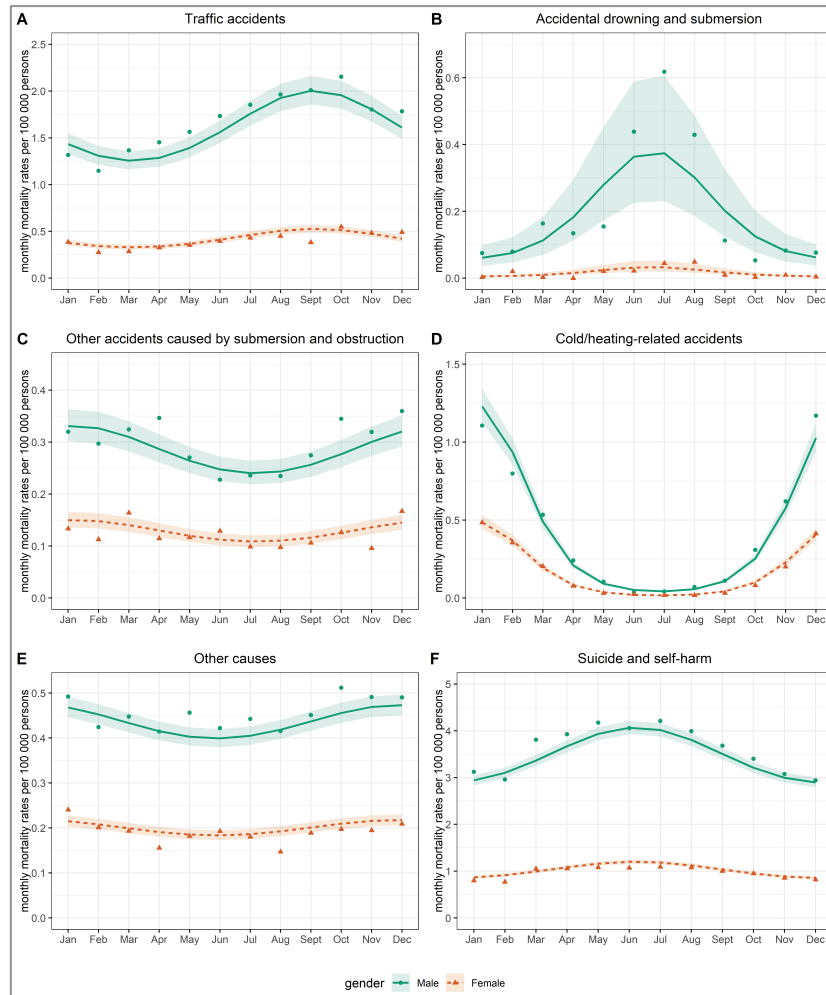 A
Traffic accidents
monthly mortality rates per 100 000 persons
2.5
2.0
1.5
1.0
0.5
0.0
Jan Feb Mar Apr May Jun Jul Aug Sept Oct Nov Dec
B
Accidental drowning and submersion
monthly mortality rates per 100 000 persons
0.6
0.4
0.2
0.0
Jan Feb Mar Apr May Jun Jul Aug Sept Oct Nov Dec
C
Other accidents caused by submersion and obstruction
monthly mortality rates per 100 000 persons
0.4
0.3
0.2
0.1
0.0
Jan Feb Mar Apr May Jun Jul Aug Sept Oct Nov Dec
D
Cold/heating-related accidents
monthly mortality rates per 100 000 persons
1.5
1.0
0.5
0.0
Jan Feb Mar Apr May Jun Jul Aug Sept Oct Nov Dec
E
Other causes
monthly mortality rates per 100 000 persons
0.5
0.4
0.3
0.2
0.1
0.0
Jan Feb Mar Apr May Jun Jul Aug Sept Oct Nov Dec
F
Suicide and self-harm
monthly mortality rates per 100 000 persons
5
4
3
2
1
0
Jan Feb Mar Apr May Jun Jul Aug Sept Oct Nov Dec
gender Male Female